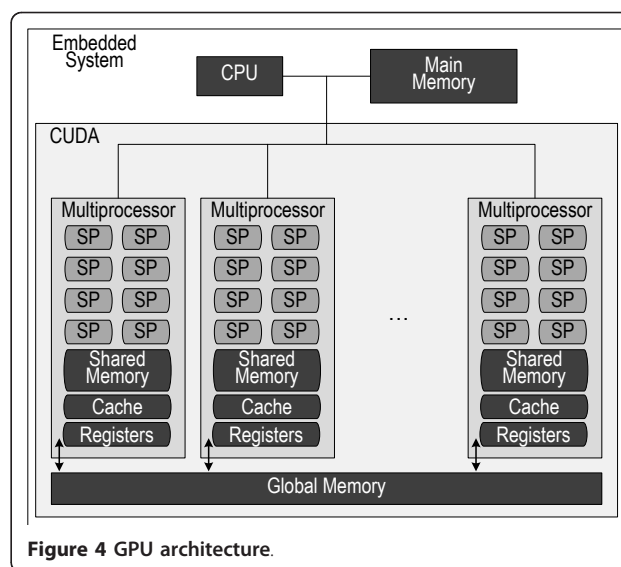 Embedded
System
CPU
Main
Memory
CUDA
Multiprocessor Multiprocessor Multiprocessor
SP SP SP SP SP SP
SP SP SP SP SP SP
SP SP SP SP … SP SP
SP SP SP SP SP SP
Shared Shared Shared
Memory Memory Memory
Cache Cache Cache
Registers Registers Registers
Global Memory
Figure 4 GPU architecture.